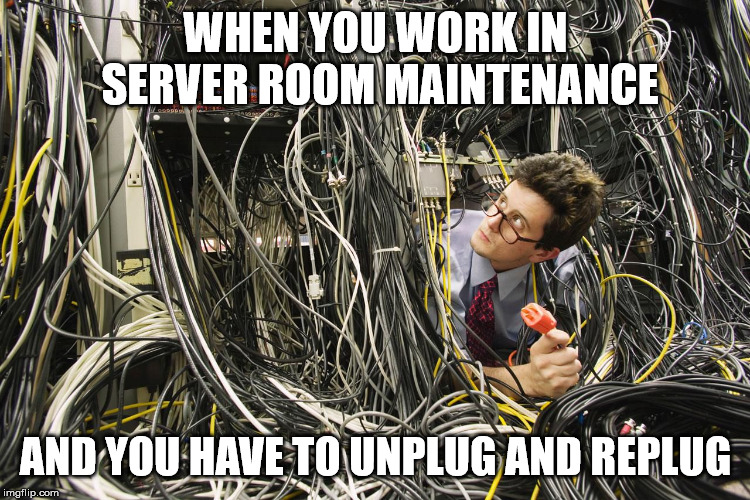 WHEN YOU WORK IN
SERVER ROOM MAINTENANCE
AND YOU HAVE TO UNPLUG AND REPLUG
imgflip.com